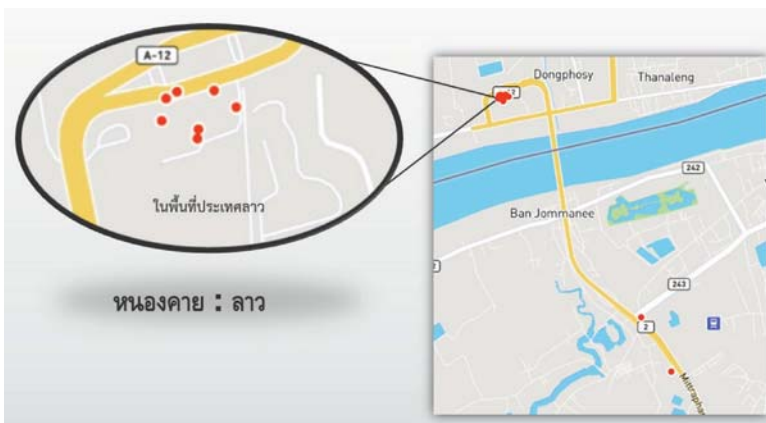 A-12
ในพื้นที่ประเทศลาว
หนองคาย : ลาว
Dongphosy
Thanaleng
242
Ban Jommanee
243
2
Mittraphap